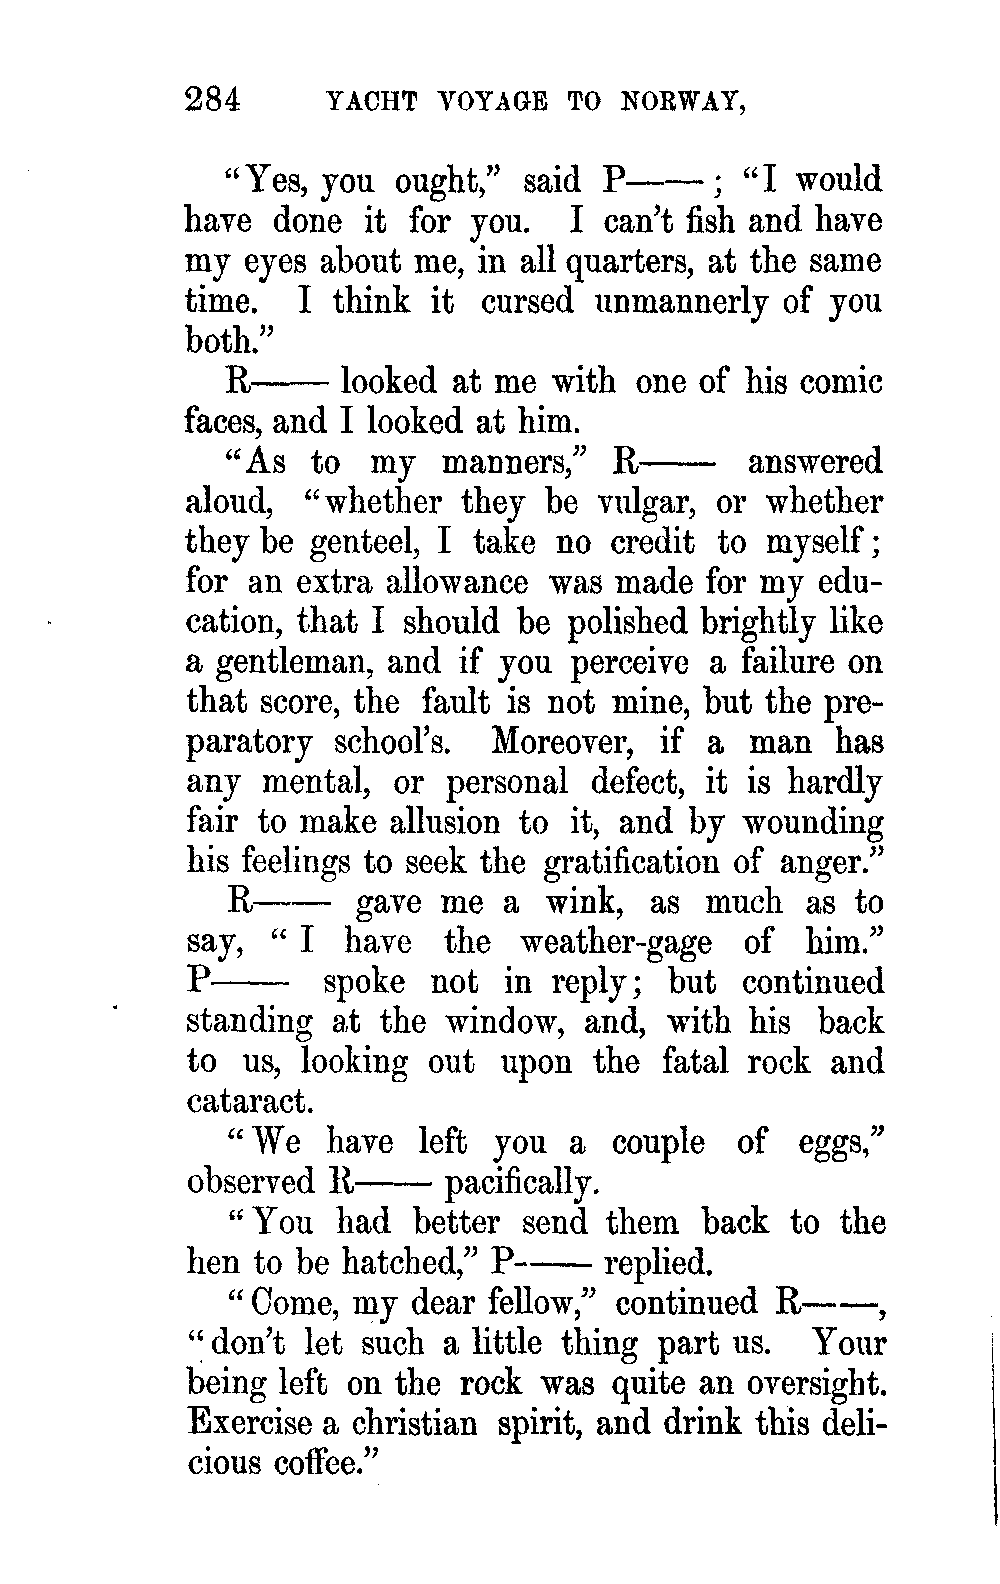 284 YACHT VOYAGE TO NORWAY,
“Yes, you ought,” said P——; “I would
have done it for you. I can’t fish and have
my eyes about me, in all quarters, at the same
time. I think it cursed unmannerly of you
both.”
R—— looked at me with one of his comic
faces, and I looked at him.
“As to my manners,” R—— answered
aloud, “whether they be vulgar, or whether
they be genteel, I take no credit to myself;
for an extra allowance was made for my edu-
cation, that I should be polished brightly like
a gentleman, and if you perceive a failure on
that score, the fault is not mine, but the pre-
paratory school’s. Moreover, if a man has
any mental, or personal defect, it is hardly
fair to make allusion to it, and by wounding
his feelings to seek the gratification of anger.”
R—— gave me a wink, as much as to
say, “I have the weather-gage of him.”
P—— spoke not in reply; but continued
standing at the window, and, with his back
to us, looking out upon the fatal rock and
cataract.
“We have left you a couple of eggs,”
observed R—— pacifically.
“You had better send them back to the
hen to be hatched,” P—— replied.
“Come, my dear fellow,” continued R——,
“don’t let such a little thing part us. Your
being left on the rock was quite an oversight.
Exercise a christian spirit, and drink this deli-
cious coffee.”